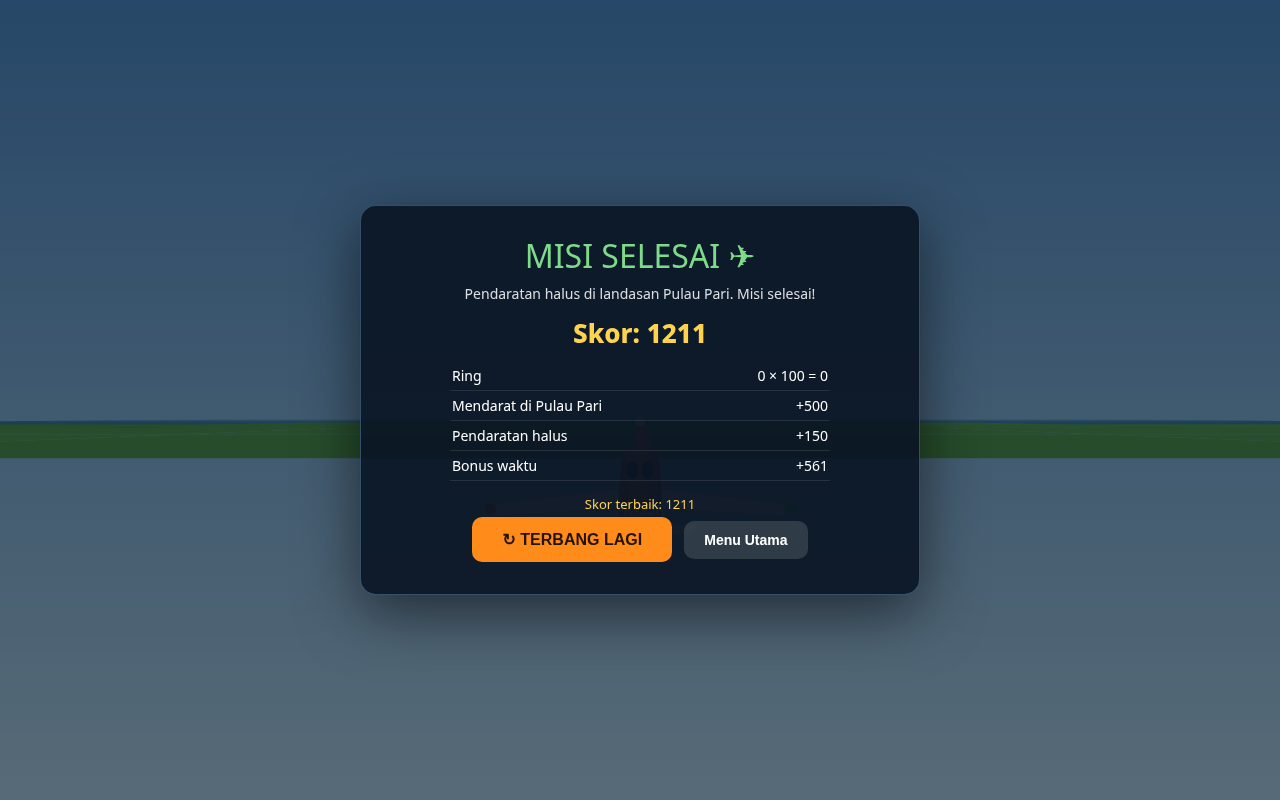 MISI SELESAI ✈
Pendaratan halus di landasan Pulau Pari. Misi selesai!
Skor: 1211
Ring 0 × 100 = 0
Mendarat di Pulau Pari +500
Pendaratan halus +150
Bonus waktu +561
Skor terbaik: 1211
↻ TERBANG LAGI Menu Utama